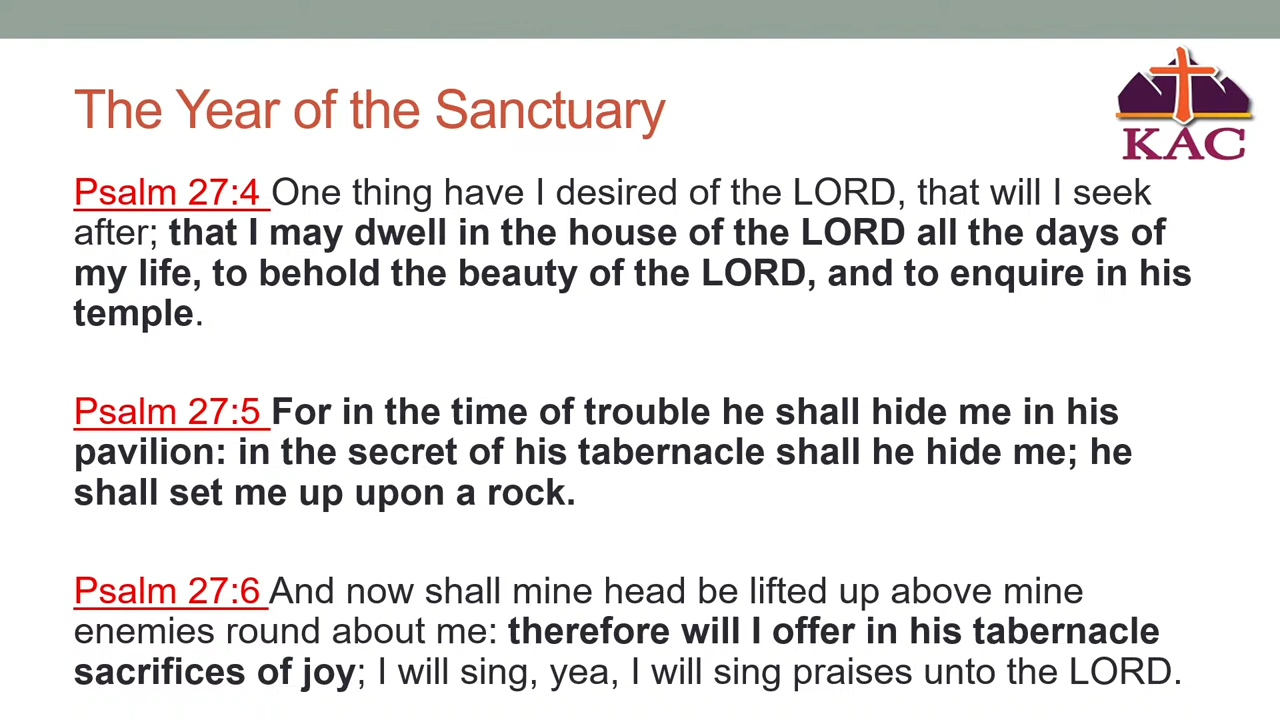 The Year of the Sanctuary
KAC
Psalm 27:4 One thing have I desired of the LORD, that will I seek
after; that I may dwell in the house of the LORD all the days of
my life, to behold the beauty of the LORD, and to enquire in his
temple.
Psalm 27:5 For in the time of trouble he shall hide me in his
pavilion: in the secret of his tabernacle shall he hide me; he
shall set me up upon a rock.
Psalm 27:6 And now shall mine head be lifted up above mine
enemies round about me: therefore will I offer in his tabernacle
sacrifices of joy; I will sing, yea, I will sing praises unto the LORD.